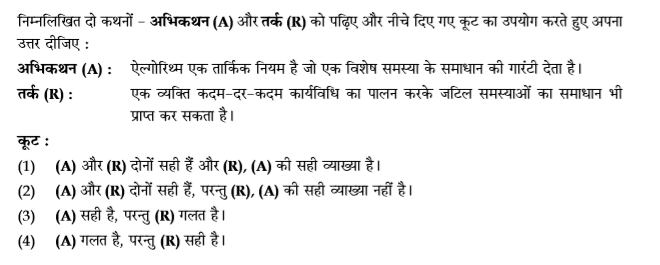 निम्नलिखित दो कथनों – अभिकथन (A) और तर्क (R) को पढ़िए और नीचे दिए गए कूट का उपयोग करते हुए अपना
उत्तर दीजिए :
अभिकथन (A) : ऐल्गोरिथ्म एक तार्किक नियम है जो एक विशेष समस्या के समाधान की गारंटी देता है।
तर्क (R) : एक व्यक्ति कदम-दर-कदम कार्यविधि का पालन करके जटिल समस्याओं का समाधान भी
प्राप्त कर सकता है।
कूट :
(1) (A) और (R) दोनों सही हैं और (R), (A) की सही व्याख्या है।
(2) (A) और (R) दोनों सही हैं, परन्तु (R), (A) की सही व्याख्या नहीं है।
(3) (A) सही है, परन्तु (R) गलत है।
(4) (A) गलत है, परन्तु (R) सही है।